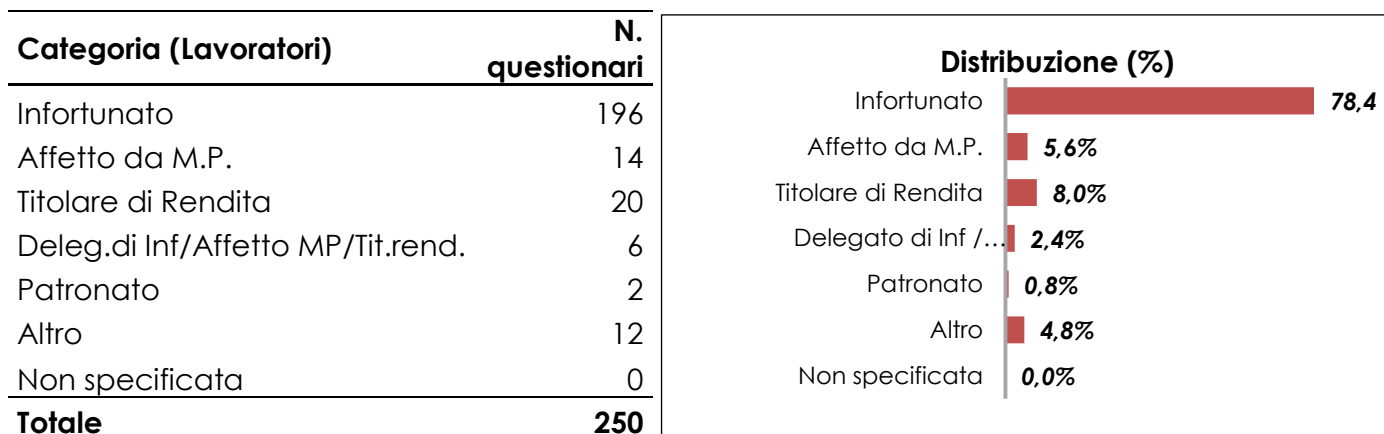 Categoria (Lavoratori) N. questionari
Infortunato 196
Affetto da M.P. 14
Titolare di Rendita 20
Deleg.di Inf/Affetto MP/Tit.rend. 6
Patronato 2
Altro 12
Non specificata 0
Totale 250
Distribuzione (%)
Infortunato 78,4
Affetto da M.P. 5,6%
Titolare di Rendita 8,0%
Delegato di Inf /... 2,4%
Patronato 0,8%
Altro 4,8%
Non specificata 0,0%